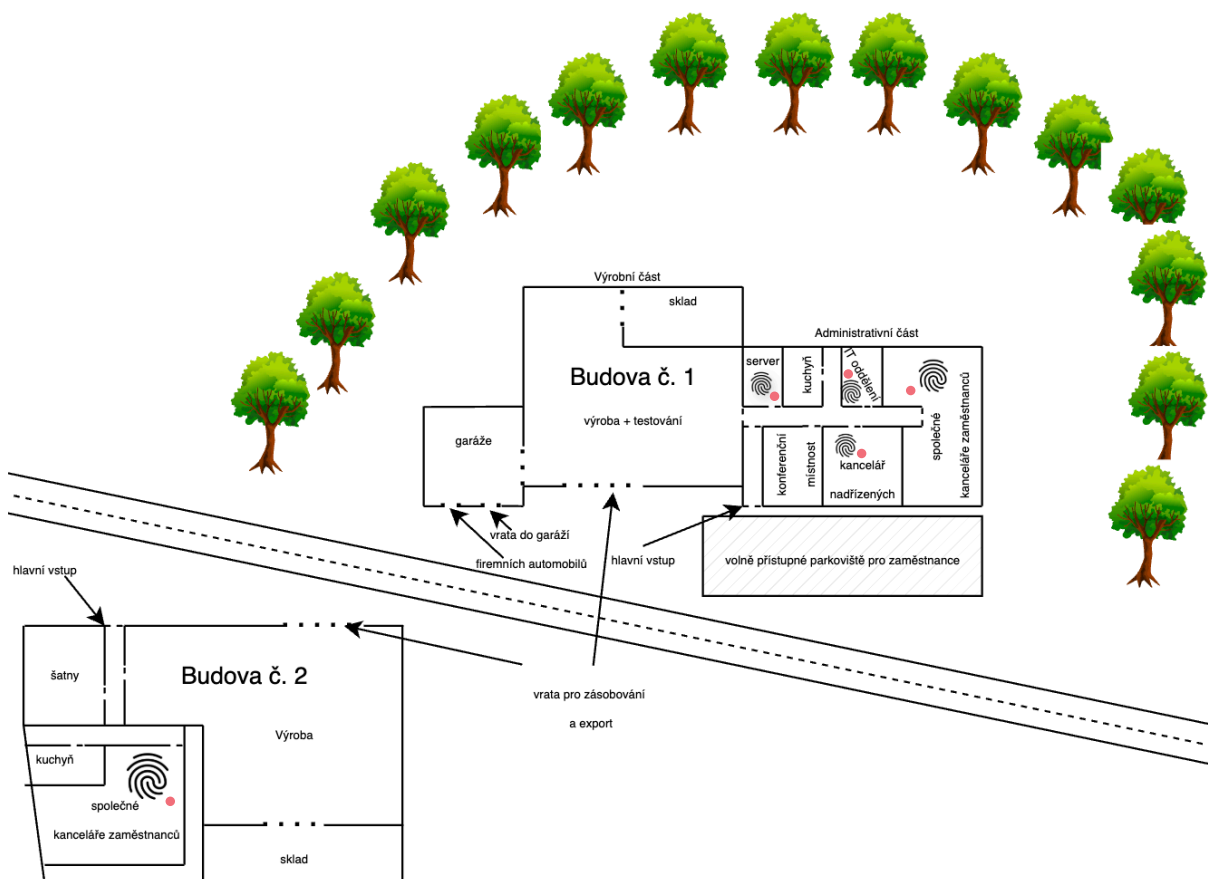 Výrobní část
sklad
Administrativní část
server
kuchyň
IT oddělení
společné
kanceláře zaměstnanců
Budova č. 1
výroba + testování
garáže
konferenční
místnost
kancelář
nadřízených
vrata do garáží
firemních automobilů
hlavní vstup
volně přístupné parkoviště pro zaměstnance
hlavní vstup
šatny
Budova č. 2
vrata pro zásobování
a export
Výroba
kuchyň
společné
kanceláře zaměstnanců
sklad